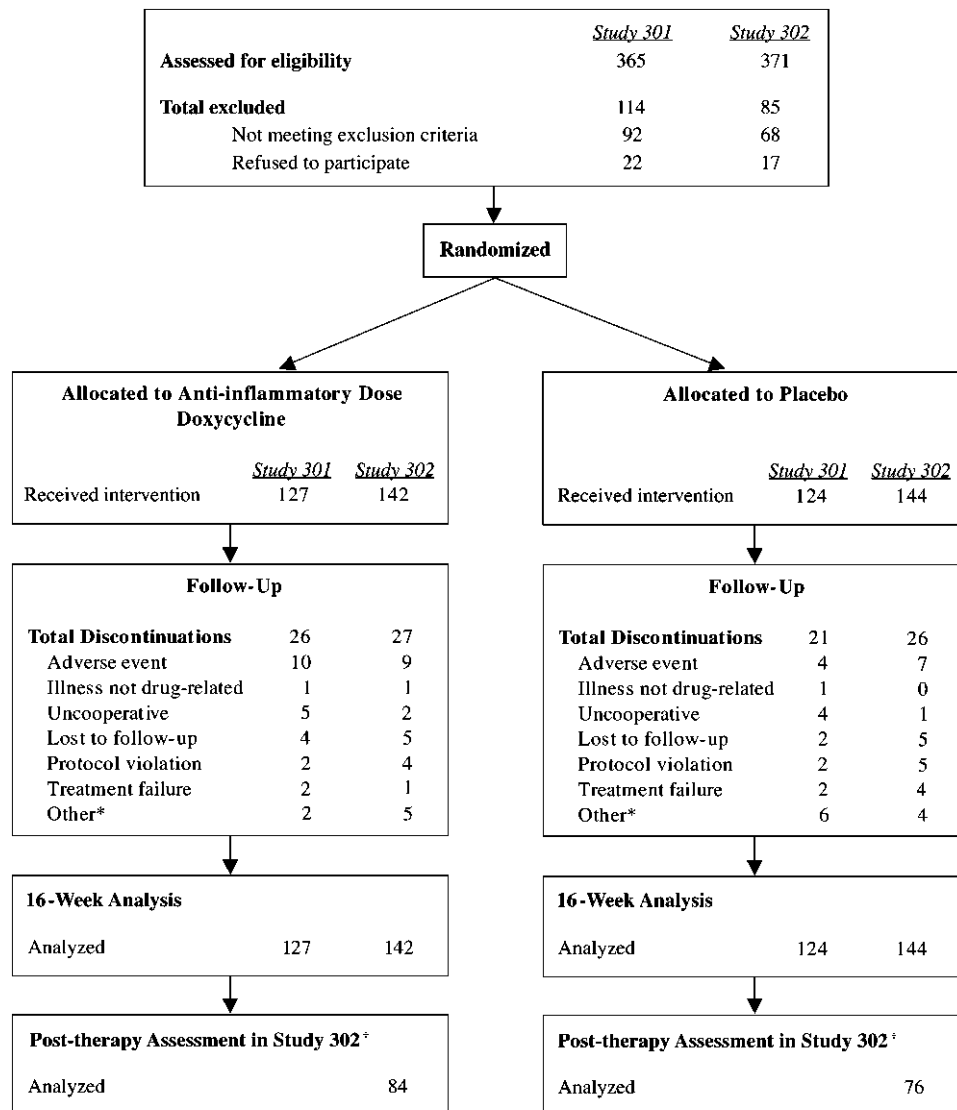 Study 301 Study 302
Assessed for eligibility 365 371
Total excluded 114 85
Not meeting exclusion criteria 92 68
Refused to participate 22 17
Randomized
Allocated to Anti-inflammatory Dose
Doxycycline
Study 301 Study 302
Received intervention 127 142
Follow-Up
Total Discontinuations 26 27
Adverse event 10 9
Illness not drug-related 1 1
Uncooperative 5 2
Lost to follow-up 4 5
Protocol violation 2 4
Treatment failure 2 1
Other* 2 5
16-Week Analysis
Analyzed 127 142
Post-therapy Assessment in Study 302†
Analyzed 84
Allocated to Placebo
Study 301 Study 302
Received intervention 124 144
Follow-Up
Total Discontinuations 21 26
Adverse event 4 7
Illness not drug-related 1 0
Uncooperative 4 1
Lost to follow-up 2 5
Protocol violation 2 5
Treatment failure 2 4
Other* 6 4
16-Week Analysis
Analyzed 124 144
Post-therapy Assessment in Study 302†
Analyzed 76